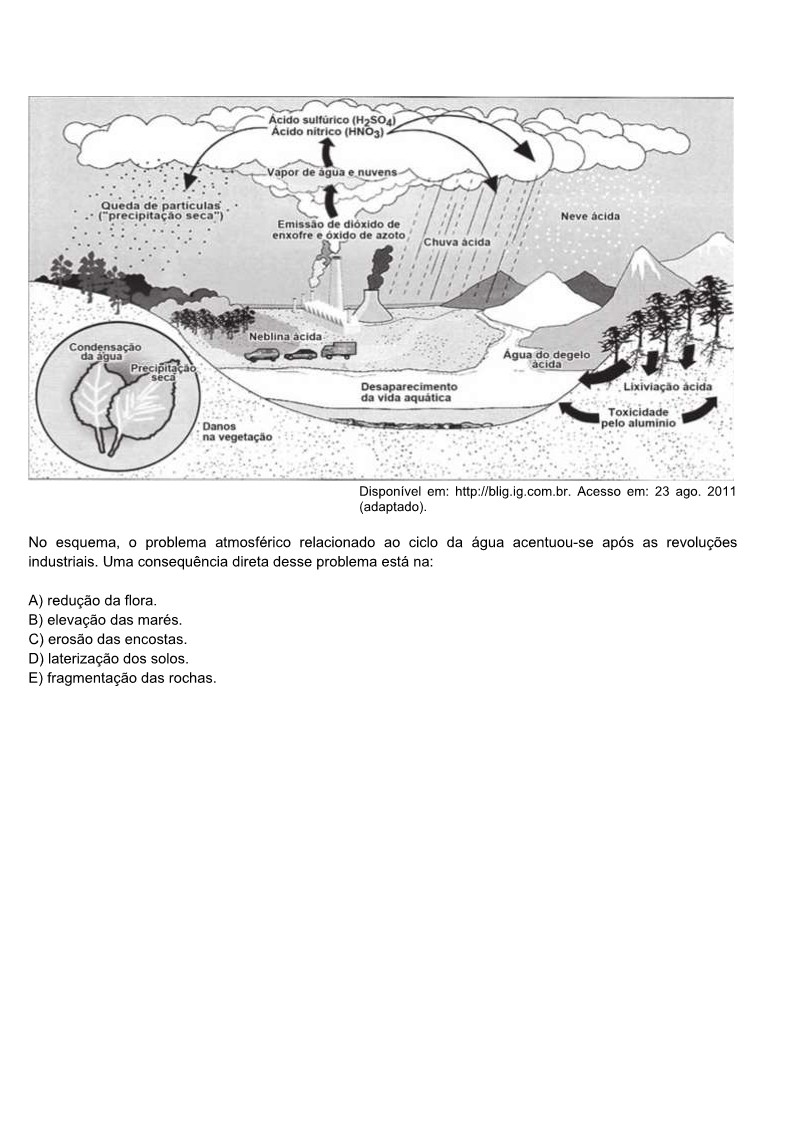 Ácido sulfúrico (H2SO4)
Ácido nítrico (HNO3)
Vapor de água e nuvens
Queda de partículas
("precipitação seca")
Emissão de dióxido de
enxofre e óxido de azoto
Chuva ácida
Neve ácida
Neblina ácida
Água do degelo
ácida
Condensação
da água
Precipitação
seca
Desaparecimento
da vida aquática
Lixiviação ácida
Toxicidade
pelo alumínio
Danos
na vegetação
Disponível em: http://blig.ig.com.br. Acesso em: 23 ago. 2011
(adaptado).
No esquema, o problema atmosférico relacionado ao ciclo da água acentuou-se após as revoluções
industriais. Uma consequência direta desse problema está na:
A) redução da flora.
B) elevação das marés.
C) erosão das encostas.
D) laterização dos solos.
E) fragmentação das rochas.